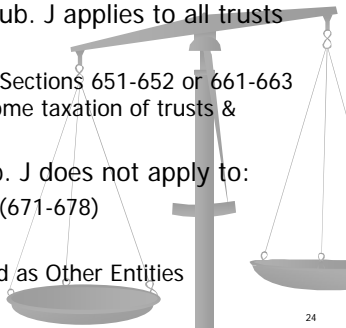 ub. J applies to all trusts
Sections 651-652 or 661-663
ome taxation of trusts &
. J does not apply to:
(671-678)
d as Other Entities
24